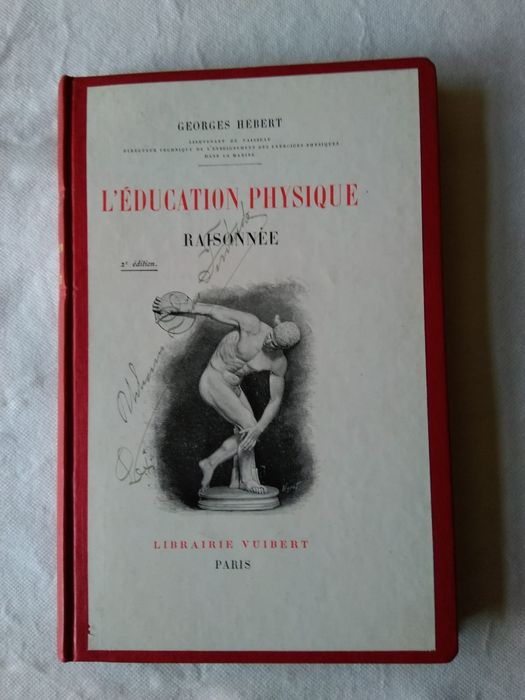 GEORGES HÉBERT
LIEUTENANT DE VAISSEAU
DIRECTEUR TECHNIQUE DE L'ENSEIGNEMENT DES EXERCICES PHYSIQUES
DANS LA MARINE
L'ÉDUCATION PHYSIQUE
RAISONNÉE
2e édition.
LIBRAIRIE VUIBERT
PARIS